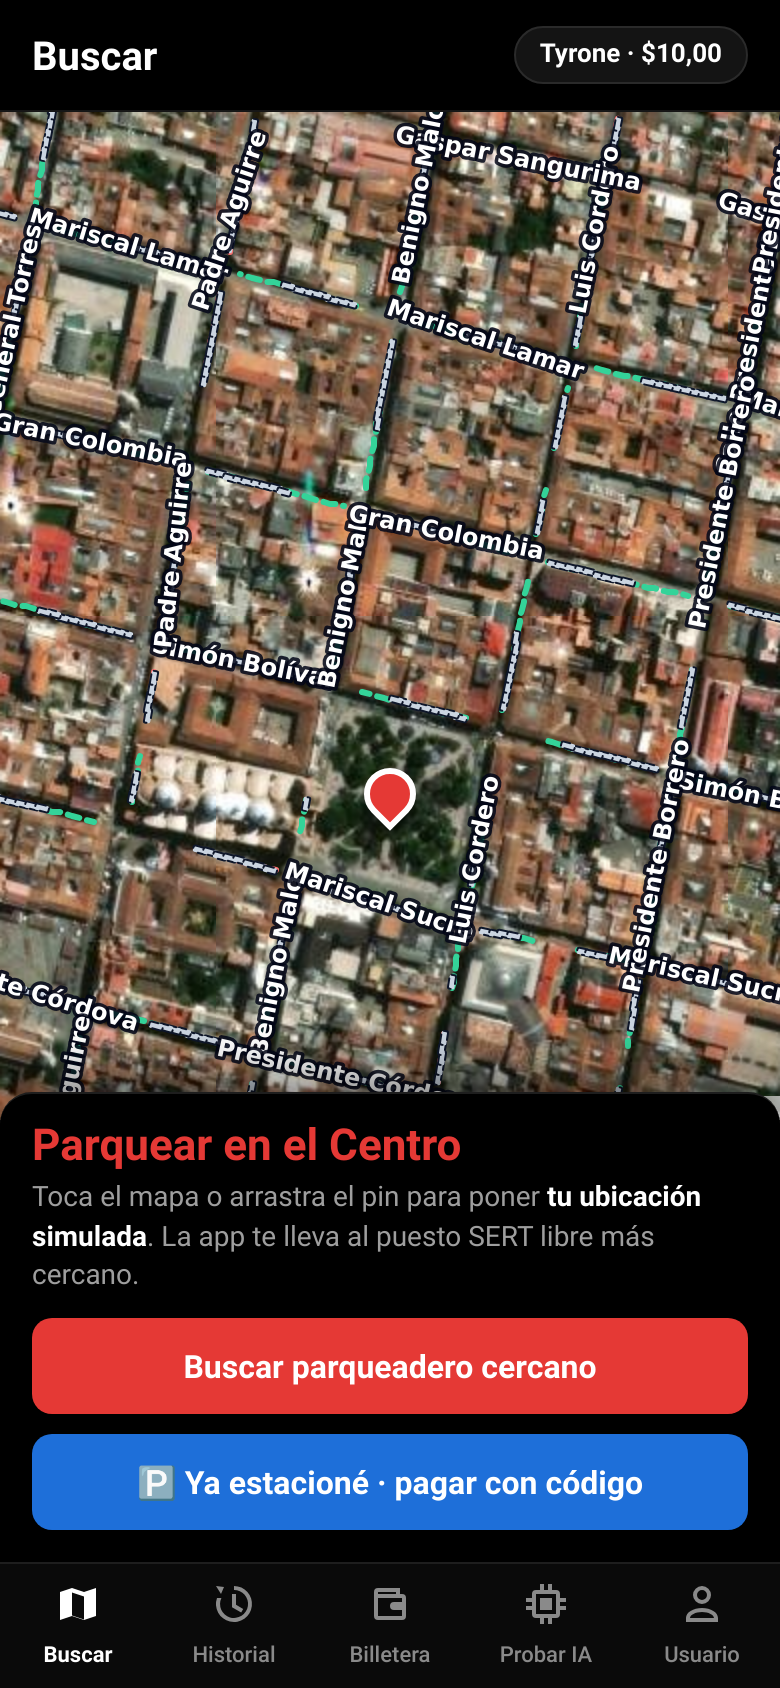 Buscar
Tyrone · $10,00
Gaspar Sangurima
Benigno Malo
Padre Aguirre
Luis Cordero
Mariscal Lamar
General Torres
Mariscal Lamar
Presidente Borrero
Gran Colombia
Gran Colombia
Padre Aguirre
Benigno Malo
Simón Bolívar
Presidente Borrero
Luis Cordero
Mariscal Sucre
Benigno Malo
Mariscal Sucre
Presidente Córdova
Parquear en el Centro
Toca el mapa o arrastra el pin para poner tu ubicación
simulada. La app te lleva al puesto SERT libre más
cercano.
Buscar parqueadero cercano
🅿️ Ya estacioné · pagar con código
Buscar
Historial
Billetera
Probar IA
Usuario